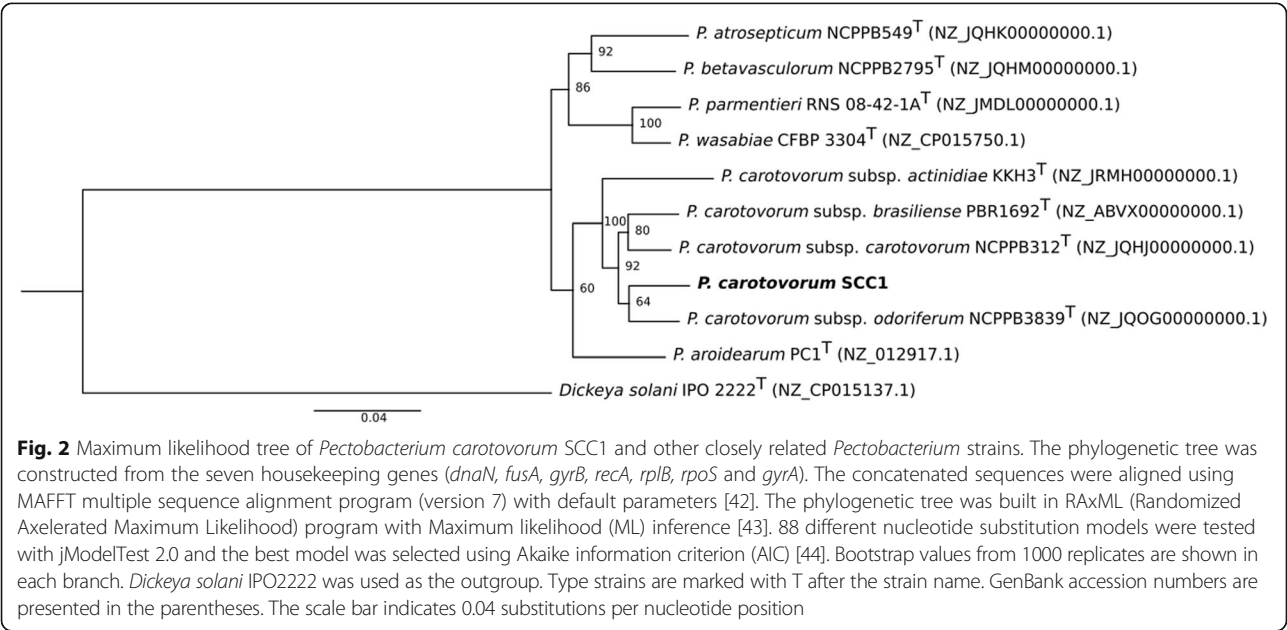 P. atrosepticum NCPPB549T (NZ_JQHK00000000.1)
92
P. betavasculorum NCPPB2795T (NZ_JQHM00000000.1)
86
P. parmentieri RNS 08-42-1AT (NZ_JMDL00000000.1)
100
P. wasabiae CFBP 3304T (NZ_CP015750.1)
P. carotovorum subsp. actinidiae KKH3T (NZ_JRMH00000000.1)
P. carotovorum subsp. brasiliense PBR1692T (NZ_ABVX00000000.1)
100
80
P. carotovorum subsp. carotovorum NCPPB312T (NZ_JQHJ00000000.1)
92
P. carotovorum SCC1
60
64
P. carotovorum subsp. odoriferum NCPPB3839T (NZ_JQOG00000000.1)
P. aroidearum PC1T (NZ_012917.1)
Dickeya solani IPO 2222T (NZ_CP015137.1)
0.04
Fig. 2 Maximum likelihood tree of Pectobacterium carotovorum SCC1 and other closely related Pectobacterium strains. The phylogenetic tree was
constructed from the seven housekeeping genes (dnaN, fusA, gyrB, recA, rplB, rpoS and gyrA). The concatenated sequences were aligned using
MAFFT multiple sequence alignment program (version 7) with default parameters [42]. The phylogenetic tree was built in RAxML (Randomized
Axelerated Maximum Likelihood) program with Maximum likelihood (ML) inference [43]. 88 different nucleotide substitution models were tested
with jModelTest 2.0 and the best model was selected using Akaike information criterion (AIC) [44]. Bootstrap values from 1000 replicates are shown in
each branch. Dickeya solani IPO2222 was used as the outgroup. Type strains are marked with T after the strain name. GenBank accession numbers are
presented in the parentheses. The scale bar indicates 0.04 substitutions per nucleotide position